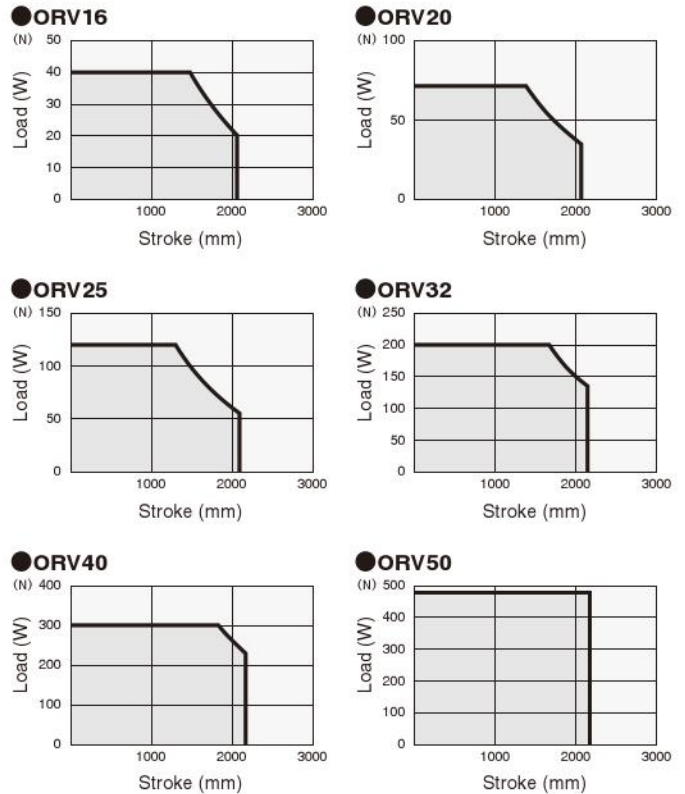 ●ORV16
(N) 50
40
30
20
10
0
Load (W)
1000 2000 3000
Stroke (mm)
●ORV20
(N) 100
50
0
Load (W)
1000 2000 3000
Stroke (mm)
●ORV25
(N) 150
100
50
0
Load (W)
1000 2000 3000
Stroke (mm)
●ORV32
(N) 250
200
150
100
50
0
Load (W)
1000 2000 3000
Stroke (mm)
●ORV40
(N) 400
300
200
100
0
Load (W)
1000 2000 3000
Stroke (mm)
●ORV50
(N) 500
400
300
200
100
0
Load (W)
1000 2000 3000
Stroke (mm)